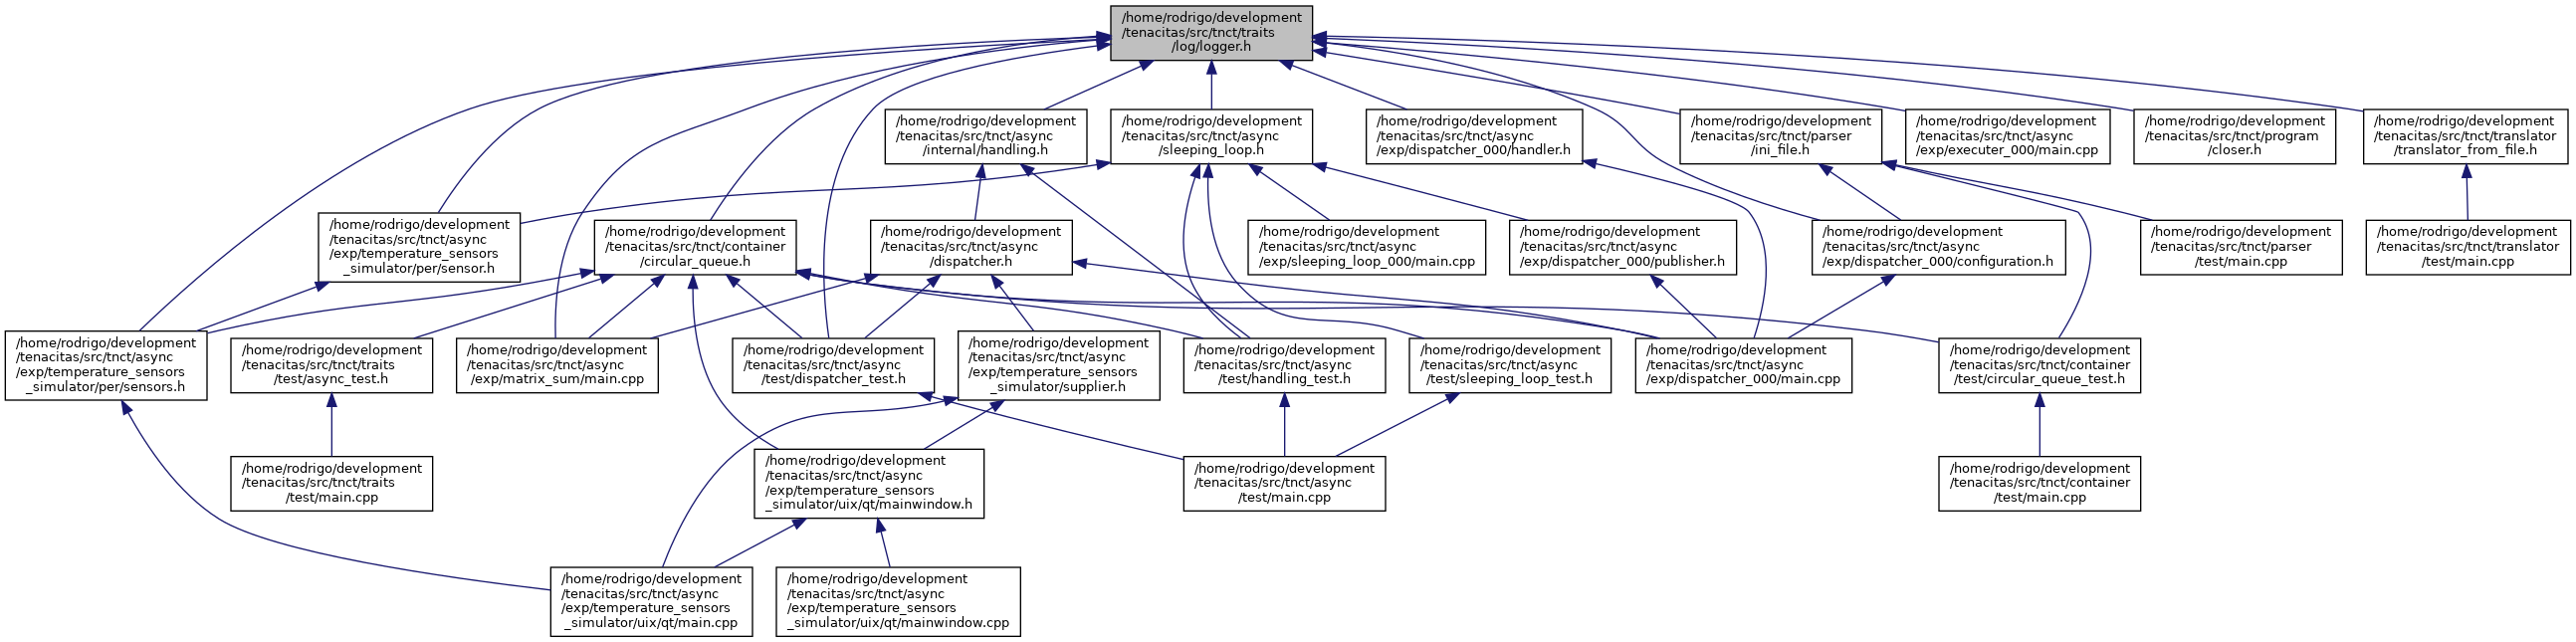 /home/rodrigo/development
/tenacitas/src/tnct/traits
/log/logger.h
/home/rodrigo/development
/tenacitas/src/tnct/async
/internal/handling.h
/home/rodrigo/development
/tenacitas/src/tnct/async
/sleeping_loop.h
/home/rodrigo/development
/tenacitas/src/tnct/async
/exp/dispatcher_000/handler.h
/home/rodrigo/development
/tenacitas/src/tnct/parser
/ini_file.h
/home/rodrigo/development
/tenacitas/src/tnct/async
/exp/executer_000/main.cpp
/home/rodrigo/development
/tenacitas/src/tnct/program
/closer.h
/home/rodrigo/development
/tenacitas/src/tnct/translator
/translator_from_file.h
/home/rodrigo/development
/tenacitas/src/tnct/async
/exp/temperature_sensors
_simulator/per/sensor.h
/home/rodrigo/development
/tenacitas/src/tnct/container
/circular_queue.h
/home/rodrigo/development
/tenacitas/src/tnct/async
/dispatcher.h
/home/rodrigo/development
/tenacitas/src/tnct/async
/exp/sleeping_loop_000/main.cpp
/home/rodrigo/development
/tenacitas/src/tnct/async
/exp/dispatcher_000/publisher.h
/home/rodrigo/development
/tenacitas/src/tnct/async
/exp/dispatcher_000/configuration.h
/home/rodrigo/development
/tenacitas/src/tnct/parser
/test/main.cpp
/home/rodrigo/development
/tenacitas/src/tnct/translator
/test/main.cpp
/home/rodrigo/development
/tenacitas/src/tnct/async
/exp/temperature_sensors
_simulator/per/sensors.h
/home/rodrigo/development
/tenacitas/src/tnct/traits
/test/async_test.h
/home/rodrigo/development
/tenacitas/src/tnct/async
/exp/matrix_sum/main.cpp
/home/rodrigo/development
/tenacitas/src/tnct/async
/test/dispatcher_test.h
/home/rodrigo/development
/tenacitas/src/tnct/async
/exp/temperature_sensors
_simulator/supplier.h
/home/rodrigo/development
/tenacitas/src/tnct/async
/test/handling_test.h
/home/rodrigo/development
/tenacitas/src/tnct/async
/test/sleeping_loop_test.h
/home/rodrigo/development
/tenacitas/src/tnct/async
/exp/dispatcher_000/main.cpp
/home/rodrigo/development
/tenacitas/src/tnct/container
/test/circular_queue_test.h
/home/rodrigo/development
/tenacitas/src/tnct/traits
/test/main.cpp
/home/rodrigo/development
/tenacitas/src/tnct/async
/exp/temperature_sensors
_simulator/uix/qt/mainwindow.h
/home/rodrigo/development
/tenacitas/src/tnct/async
/test/main.cpp
/home/rodrigo/development
/tenacitas/src/tnct/container
/test/main.cpp
/home/rodrigo/development
/tenacitas/src/tnct/async
/exp/temperature_sensors
_simulator/uix/qt/main.cpp
/home/rodrigo/development
/tenacitas/src/tnct/async
/exp/temperature_sensors
_simulator/uix/qt/mainwindow.cpp